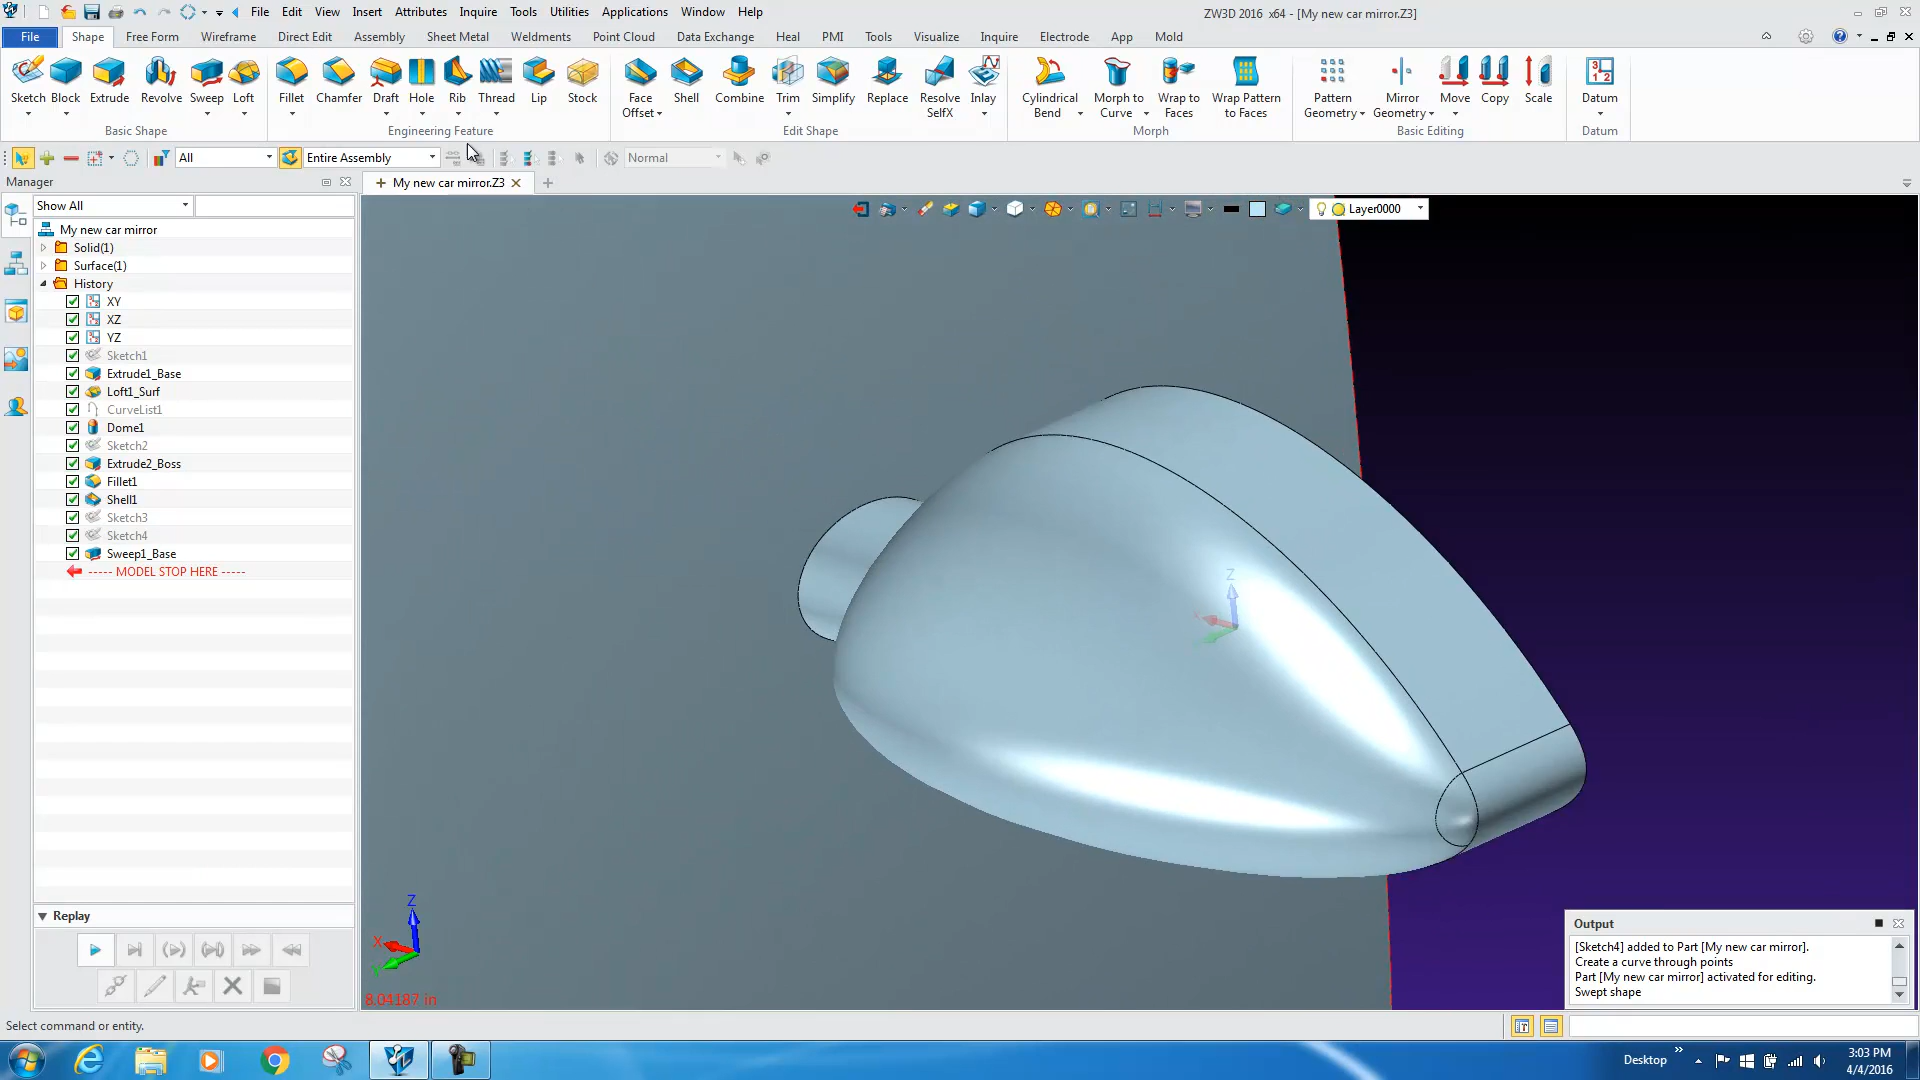 File Edit View Insert Attributes Inquire Tools Utilities Applications Window Help
ZW3D 2016 x64 - [My new car mirror.Z3]
File Shape Free Form Wireframe Direct Edit Assembly Sheet Metal Weldments Point Cloud Data Exchange Heal PMI Tools Visualize Inquire Electrode App Mold
Sketch Block Extrude Revolve Sweep Loft Fillet Chamfer Draft Hole Rib Thread Lip Stock Face Offset Shell Combine Trim Simplify Replace Resolve SelfX Inlay Cylindrical Bend Morph to Curve Wrap to Faces Wrap Pattern to Faces Pattern Geometry Mirror Geometry Move Copy Scale Datum
Basic Shape Engineering Feature Edit Shape Morph Basic Editing Datum
All Entire Assembly Normal
Manager
My new car mirror.Z3
Show All
Layer0000
My new car mirror
Solid(1)
Surface(1)
History
XY
XZ
YZ
Sketch1
Extrude1_Base
Loft1_Surf
CurveList1
Dome1
Sketch2
Extrude2_Boss
Fillet1
Shell1
Sketch3
Sketch4
Sweep1_Base
----- MODEL STOP HERE -----
Z
Replay
Z
X
Y
8.04187 in
Output
[Sketch4] added to Part [My new car mirror].
Create a curve through points
Part [My new car mirror] activated for editing.
Swept shape
Select command or entity.
Desktop
3:03 PM
4/4/2016